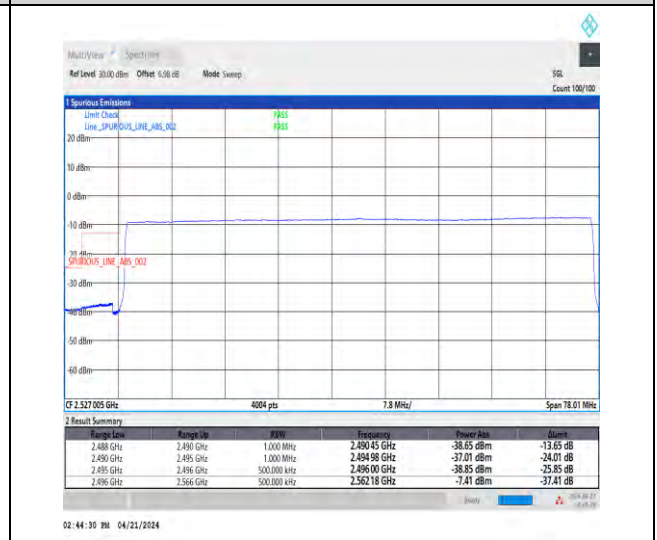 MultiView Spectrum
Ref Level 30.00 dBm Offset 6.98 dB Mode Sweep SGL
Count 100/100
1 Spurious Emissions
Limit Check PASS
Line _SPURIOUS_LINE_ABS_002 PASS
20 dBm
10 dBm
0 dBm
-10 dBm
-20 dBm
_SPURIOUS_LINE_ABS_002
-30 dBm
-40 dBm
-50 dBm
-60 dBm
CF 2.527 005 GHz 4004 pts 7.8 MHz/ Span 78.01 MHz
2 Result Summary
Range Low Range Up RBW Frequency Power Abs ΔLimit
2.488 GHz 2.490 GHz 1.000 MHz 2.490 45 GHz -38.65 dBm -13.65 dB
2.490 GHz 2.495 GHz 1.000 MHz 2.494 98 GHz -37.01 dBm -24.01 dB
2.495 GHz 2.496 GHz 500.000 kHz 2.496 00 GHz -38.85 dBm -25.85 dB
2.496 GHz 2.566 GHz 500.000 kHz 2.562 18 GHz -7.41 dBm -37.41 dB
Ready
02:44:30 PM 04/21/2024